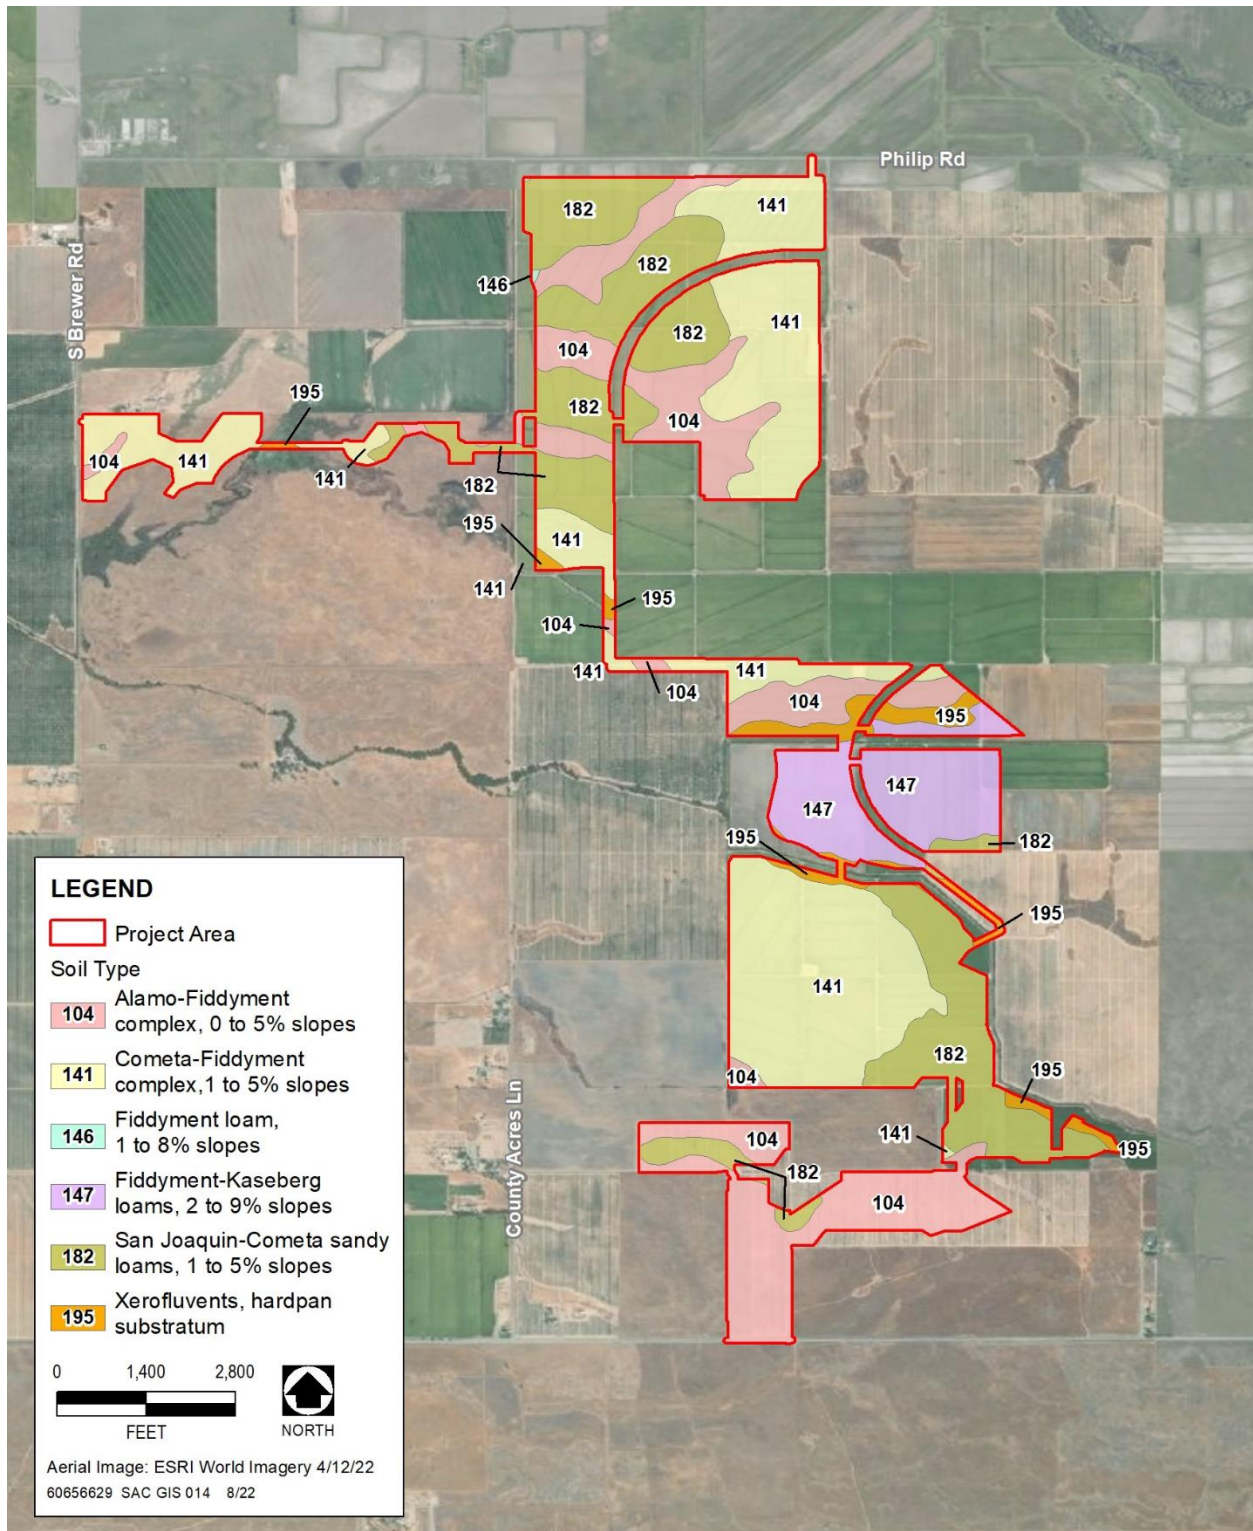 Philip Rd
182
141
S Brewer Rd
182
146
141
182
104
195
182
104
104
141
141
182
195
141
141
195
104
141
141
104
104
195
147
147
195
182
195
141
182
195
104
104
141
195
182
104
County Acres Ln
LEGEND
Project Area
Soil Type
104 Alamo-Fiddyment
complex, 0 to 5% slopes
141 Cometa-Fiddyment
complex,1 to 5% slopes
146 Fiddyment loam,
1 to 8% slopes
147 Fiddyment-Kaseberg
loams, 2 to 9% slopes
182 San Joaquin-Cometa sandy
loams, 1 to 5% slopes
195 Xerofluvents, hardpan
substratum
0 1,400 2,800
FEET
NORTH
Aerial Image: ESRI World Imagery 4/12/22
60656629 SAC GIS 014 8/22